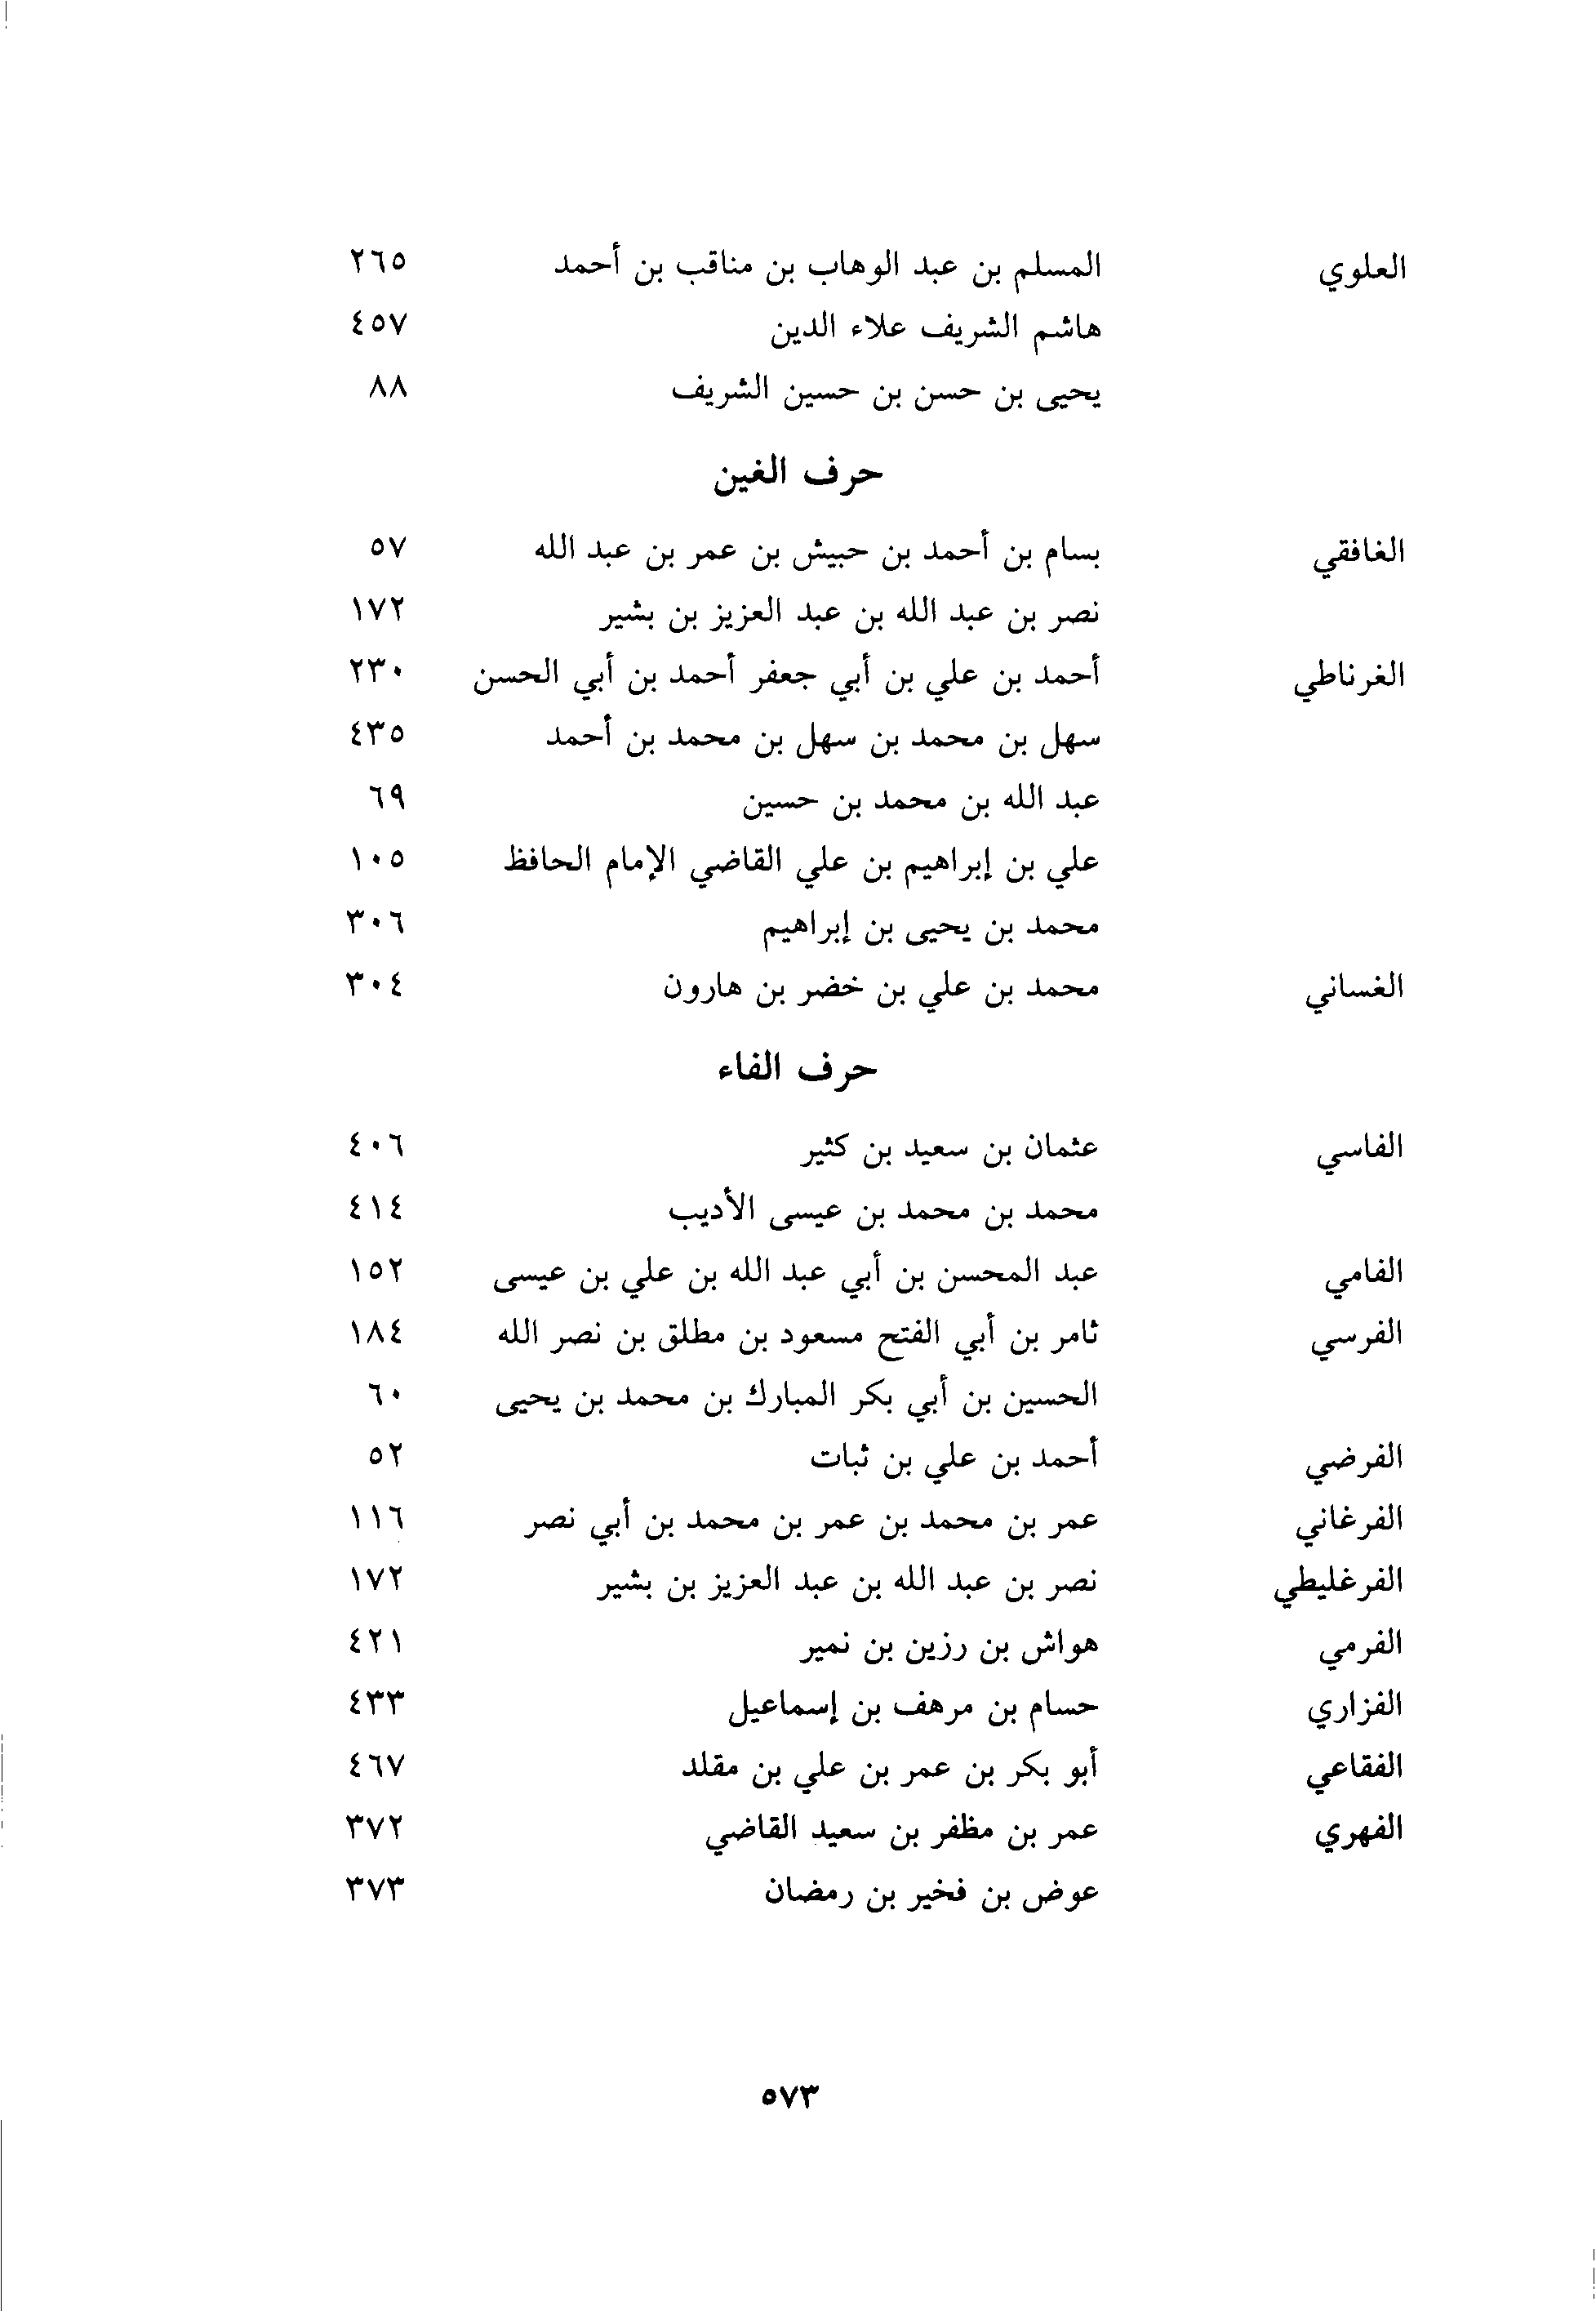 العلوي المسلم بن عبد الوهاب بن مناقب بن أحمد ٢٦٥
هاشم الشريف علاء الدين ٤٥٧
يحيى بن حسن بن حسين الشريف ٨٨
حرف الغين
الغافقي بسام بن أحمد بن حبيش بن عمر بن عبد الله ٥٧
نصر بن عبد الله بن عبد العزيز بن بشير ١٧٢
الغرناطي أحمد بن علي بن أبي جعفر أحمد بن أبي الحسن ٢٣٠
سهل بن محمد بن سهل بن محمد بن أحمد ٤٣٥
عبد الله بن محمد بن حسين ٦٩
علي بن إبراهيم بن علي القاضي الإمام الحافظ ١٠٥
محمد بن يحيى بن إبراهيم ٣٠٦
الغساني محمد بن علي بن خضر بن هارون ٣٠٤
حرف الفاء
الفاسي عثمان بن سعيد بن كثير ٤٠٦
محمد بن محمد بن عيسى الأديب ٤١٤
الفامي عبد المحسن بن أبي عبد الله بن علي بن عيسى ١٥٢
الفرسي ثامر بن أبي الفتح مسعود بن مطلق بن نصر الله ١٨٤
الحسين بن أبي بكر المبارك بن محمد بن يحيى ٦٠
الفرضي أحمد بن علي بن ثبات ٥٢
الفرغاني عمر بن محمد بن عمر بن محمد بن أبي نصر ١١٦
الفرغليطي نصر بن عبد الله بن عبد العزيز بن بشير ١٧٢
الفرمي هواش بن رزين بن نمير ٤٢١
الفزاري حسام بن مرهف بن إسماعيل ٤٣٣
الفقاعي أبو بكر بن عمر بن علي بن مقلد ٤٦٧
الفهري عمر بن مظفر بن سعيد القاضي ٣٧٢
عوض بن فخير بن رمضان ٣٧٣
٥٧٣